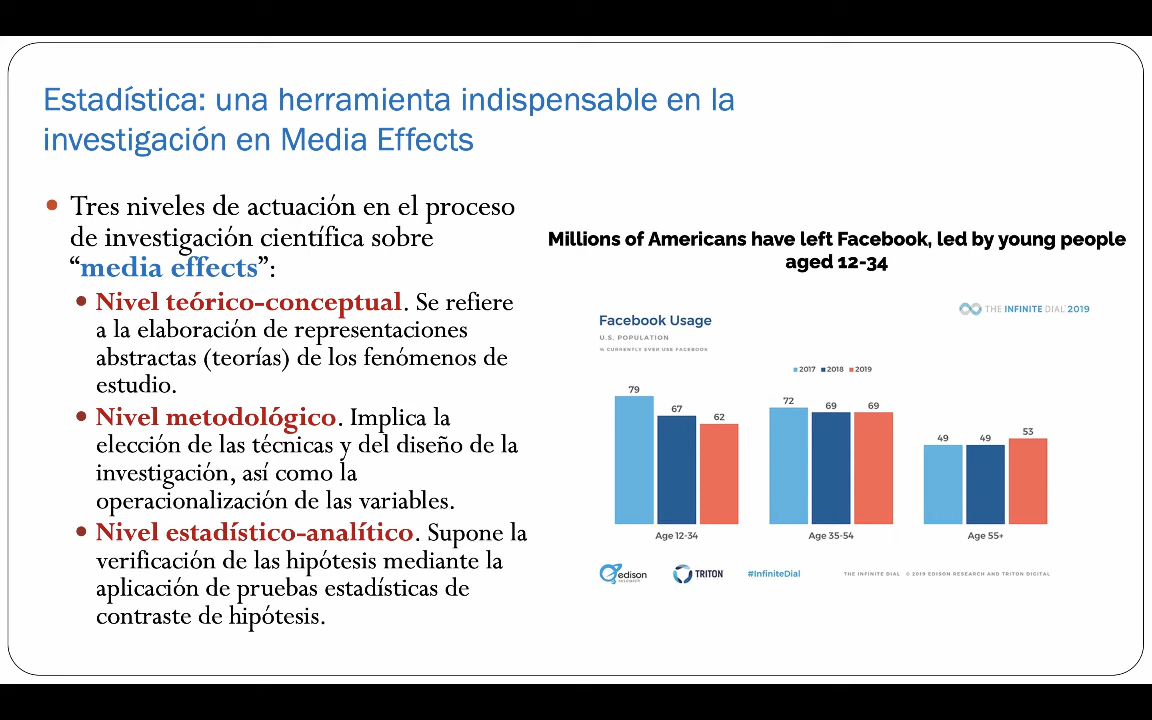 Estadística: una herramienta indispensable en la
investigación en Media Effects
• Tres niveles de actuación en el proceso
de investigación científica sobre
“media effects”:
• Nivel teórico-conceptual. Se refiere
a la elaboración de representaciones
abstractas (teorías) de los fenómenos de
estudio.
• Nivel metodológico. Implica la
elección de las técnicas y del diseño de la
investigación, así como la
operacionalización de las variables.
• Nivel estadístico-analítico. Supone la
verificación de las hipótesis mediante la
aplicación de pruebas estadísticas de
contraste de hipótesis.
Millions of Americans have left Facebook, led by young people
aged 12-34
THE INFINITE DIAL 2019
Facebook Usage
U.S. POPULATION
% CURRENTLY EVER USE FACEBOOK
2017 2018 2019
79 67 62
72 69 69
49 49 53
Age 12-34 Age 35-54 Age 55+
edison RESEARCH TRITON #InfiniteDial THE INFINITE DIAL © 2019 EDISON RESEARCH AND TRITON DIGITAL